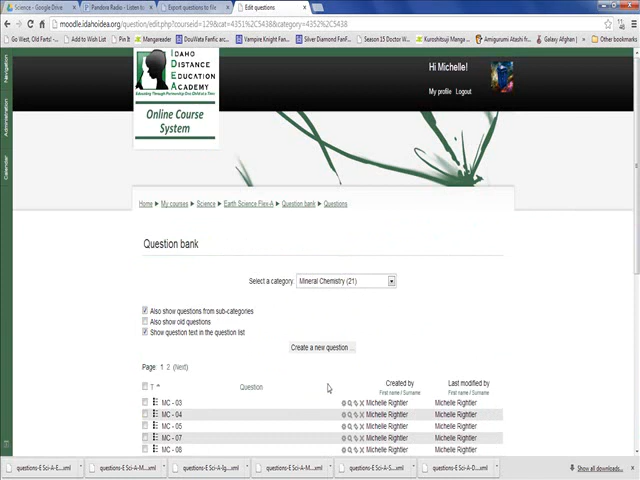 Science - Google Drive
Pandora Radio - Listen to
Export questions to file
Edit questions
moodle.idahoidea.org/question/edit.php?courseid=129&cat=4351%2C5438&category=4352%2C5438
Go West, Old Farts! -
Add to Wish List
Pin It
Mangareader
DouWata Fanfic arc
Vampire Knight Fan
Silver Diamond FanF
Season 15 Doctor W
Amigurumi Atashi fr
Galaxy Afghan |
Kuroshitsuji Manga
Other bookmarks
Navigation
Administration
Calendar
IDAHO
DISTANCE
EDUCATION
ACADEMY
Online Course
System
Hi Michelle!
My profile Logout
Home ► My courses ► Science ► Earth Science Flex-A ► Question bank ► Questions
Question bank
Select a category: Mineral Chemistry (21)
Also show questions from sub-categories
Also show old questions
Show question text in the question list
Create a new question ...
Page: 1 2 (Next)
T Question Created by Last modified by
First name / Surname First name / Surname
MC - 03 Michelle Rightler Michelle Rightler
MC - 04 Michelle Rightler Michelle Rightler
MC - 05 Michelle Rightler Michelle Rightler
MC - 07 Michelle Rightler Michelle Rightler
MC - 08 Michelle Rightler Michelle Rightler
questions-E Sci-A-E....xml
questions-E Sci-A-M....xml
questions-E Sci-A-Ig....xml
questions-E Sci-A-M....xml
questions-E Sci-A-S....xml
questions-E Sci-A-D....xml
Show all downloads...